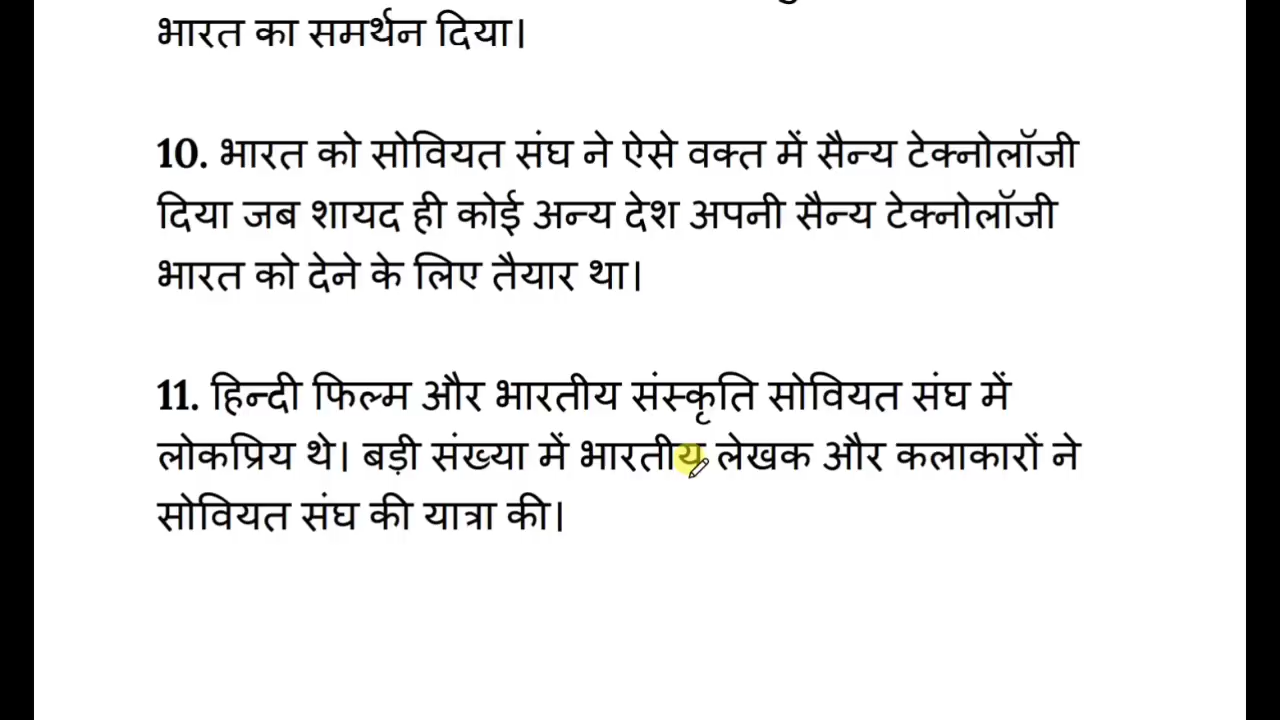 भारत का समर्थन दिया।
10. भारत को सोवियत संघ ने ऐसे वक्त में सैन्य टेक्नोलॉजी
दिया जब शायद ही कोई अन्य देश अपनी सैन्य टेक्नोलॉजी
भारत को देने के लिए तैयार था।
11. हिन्दी फिल्म और भारतीय संस्कृति सोवियत संघ में
लोकप्रिय थे। बड़ी संख्या में भारतीय लेखक और कलाकारों ने
सोवियत संघ की यात्रा की।